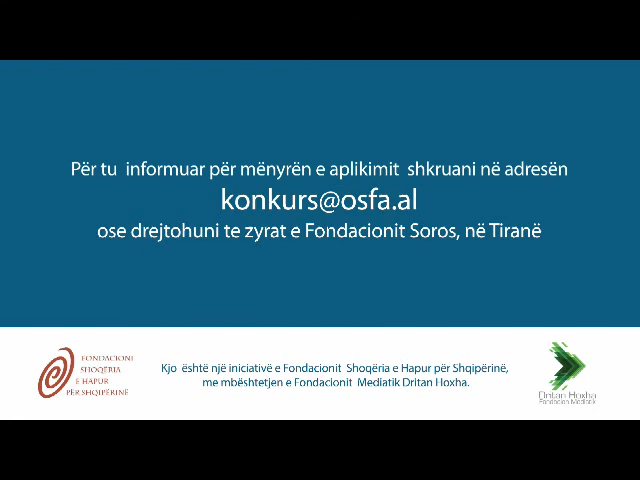 Për tu informuar për mënyrën e aplikimit shkruani në adresën
konkurs@osfa.al
ose drejtohuni te zyrat e Fondacionit Soros, në Tiranë
FONDACIONI
SHOQËRIA
E HAPUR
PËR SHQIPËRINË
Kjo është një iniciativë e Fondacionit Shoqëria e Hapur për Shqipërinë,
me mbështetjen e Fondacionit Mediatik Dritan Hoxha.
Dritan Hoxha
Fondacion Mediatik